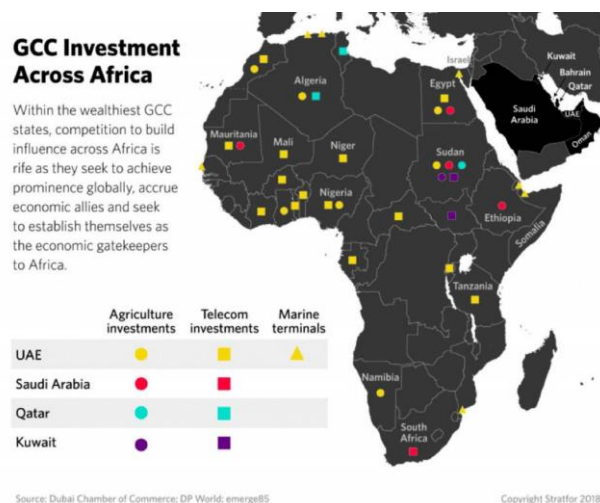 GCC Investment
Across Africa
Within the wealthiest GCC
states, competition to build
influence across Africa is
rife as they seek to achieve
prominence globally, accrue
economic allies and seek
to establish themselves as
the economic gatekeepers
to Africa.
Agriculture investments
Telecom investments
Marine terminals
UAE
Saudi Arabia
Qatar
Kuwait
Algeria
Mauritania
Mali
Niger
Nigeria
Egypt
Israel
Sudan
Ethiopia
Somalia
Tanzania
Namibia
South
Africa
Kuwait
Bahrain
Qatar
Saudi
Arabia
UAE
Oman
Source: Dubai Chamber of Commerce; DP World; emerge85
Copyright Stratfor 2018